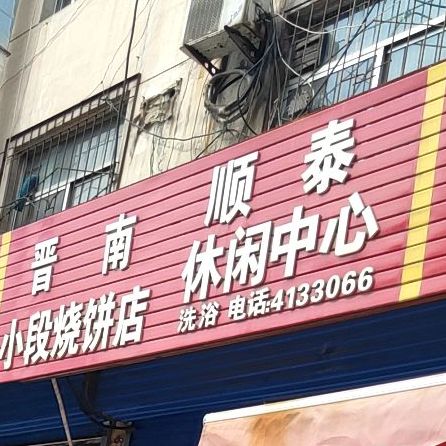 晋南 顺泰
小段烧饼店 休闲中心
洗浴 电话:4133066